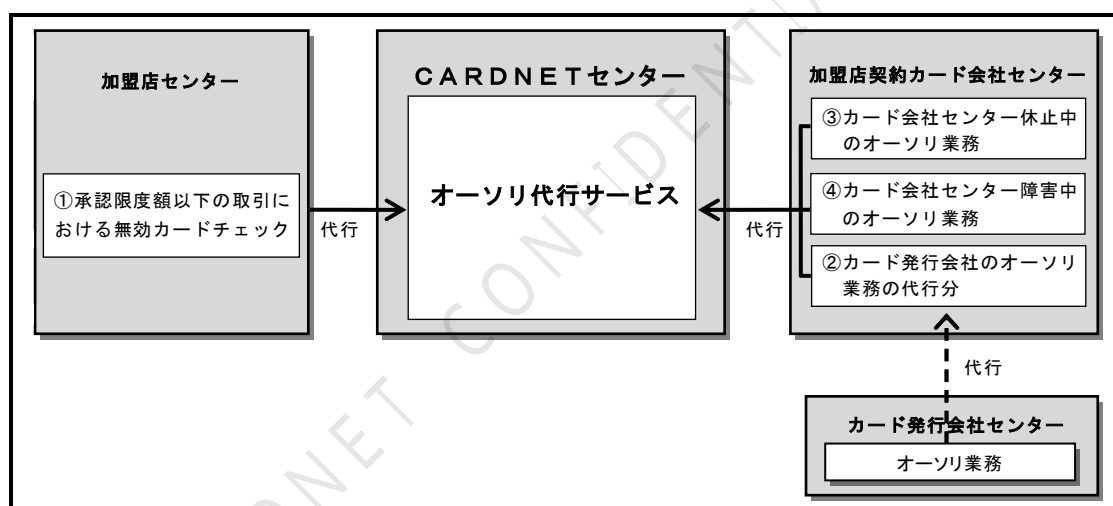 加盟店センター
①承認限度額以下の取引に
おける無効カードチェック
代行
CARDNETセンター
オーソリ代行サービス
代行
加盟店契約カード会社センター
③カード会社センター休止中
のオーソリ業務
④カード会社センター障害中
のオーソリ業務
②カード発行会社のオーソリ
業務の代行分
代行
カード発行会社センター
オーソリ業務
CARDNET CONFIDENTIAL